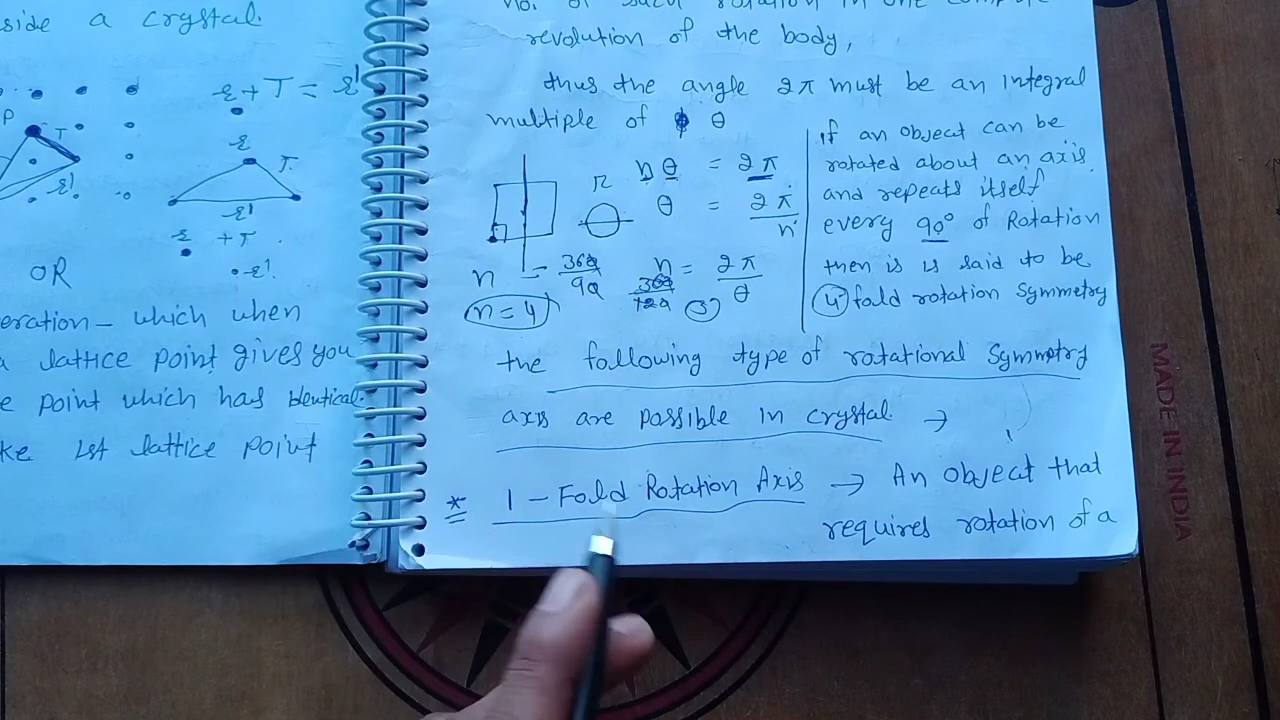 side a crystal.
P
T
r'
r + T = r'
r
T
r'
r + T
r'
OR
eration - which when
a lattice point gives you
e point which has identical.
ke 1st lattice point
revolution of the body,
thus the angle 2π must be an integral
multiple of θ
nθ = 2π
θ = 2π/n
n = 360/90
n = 2π/θ
n = 4
360/120 3
if an object can be
rotated about an axis
and repeats itself
every 90° of Rotation
then is is said to be
4 fold rotation symmetry
the following type of rotational Symmetry
axis are possible in crystal. →
* 1 - Fold Rotation Axis → An object that
requires rotation of a
MADE IN INDIA